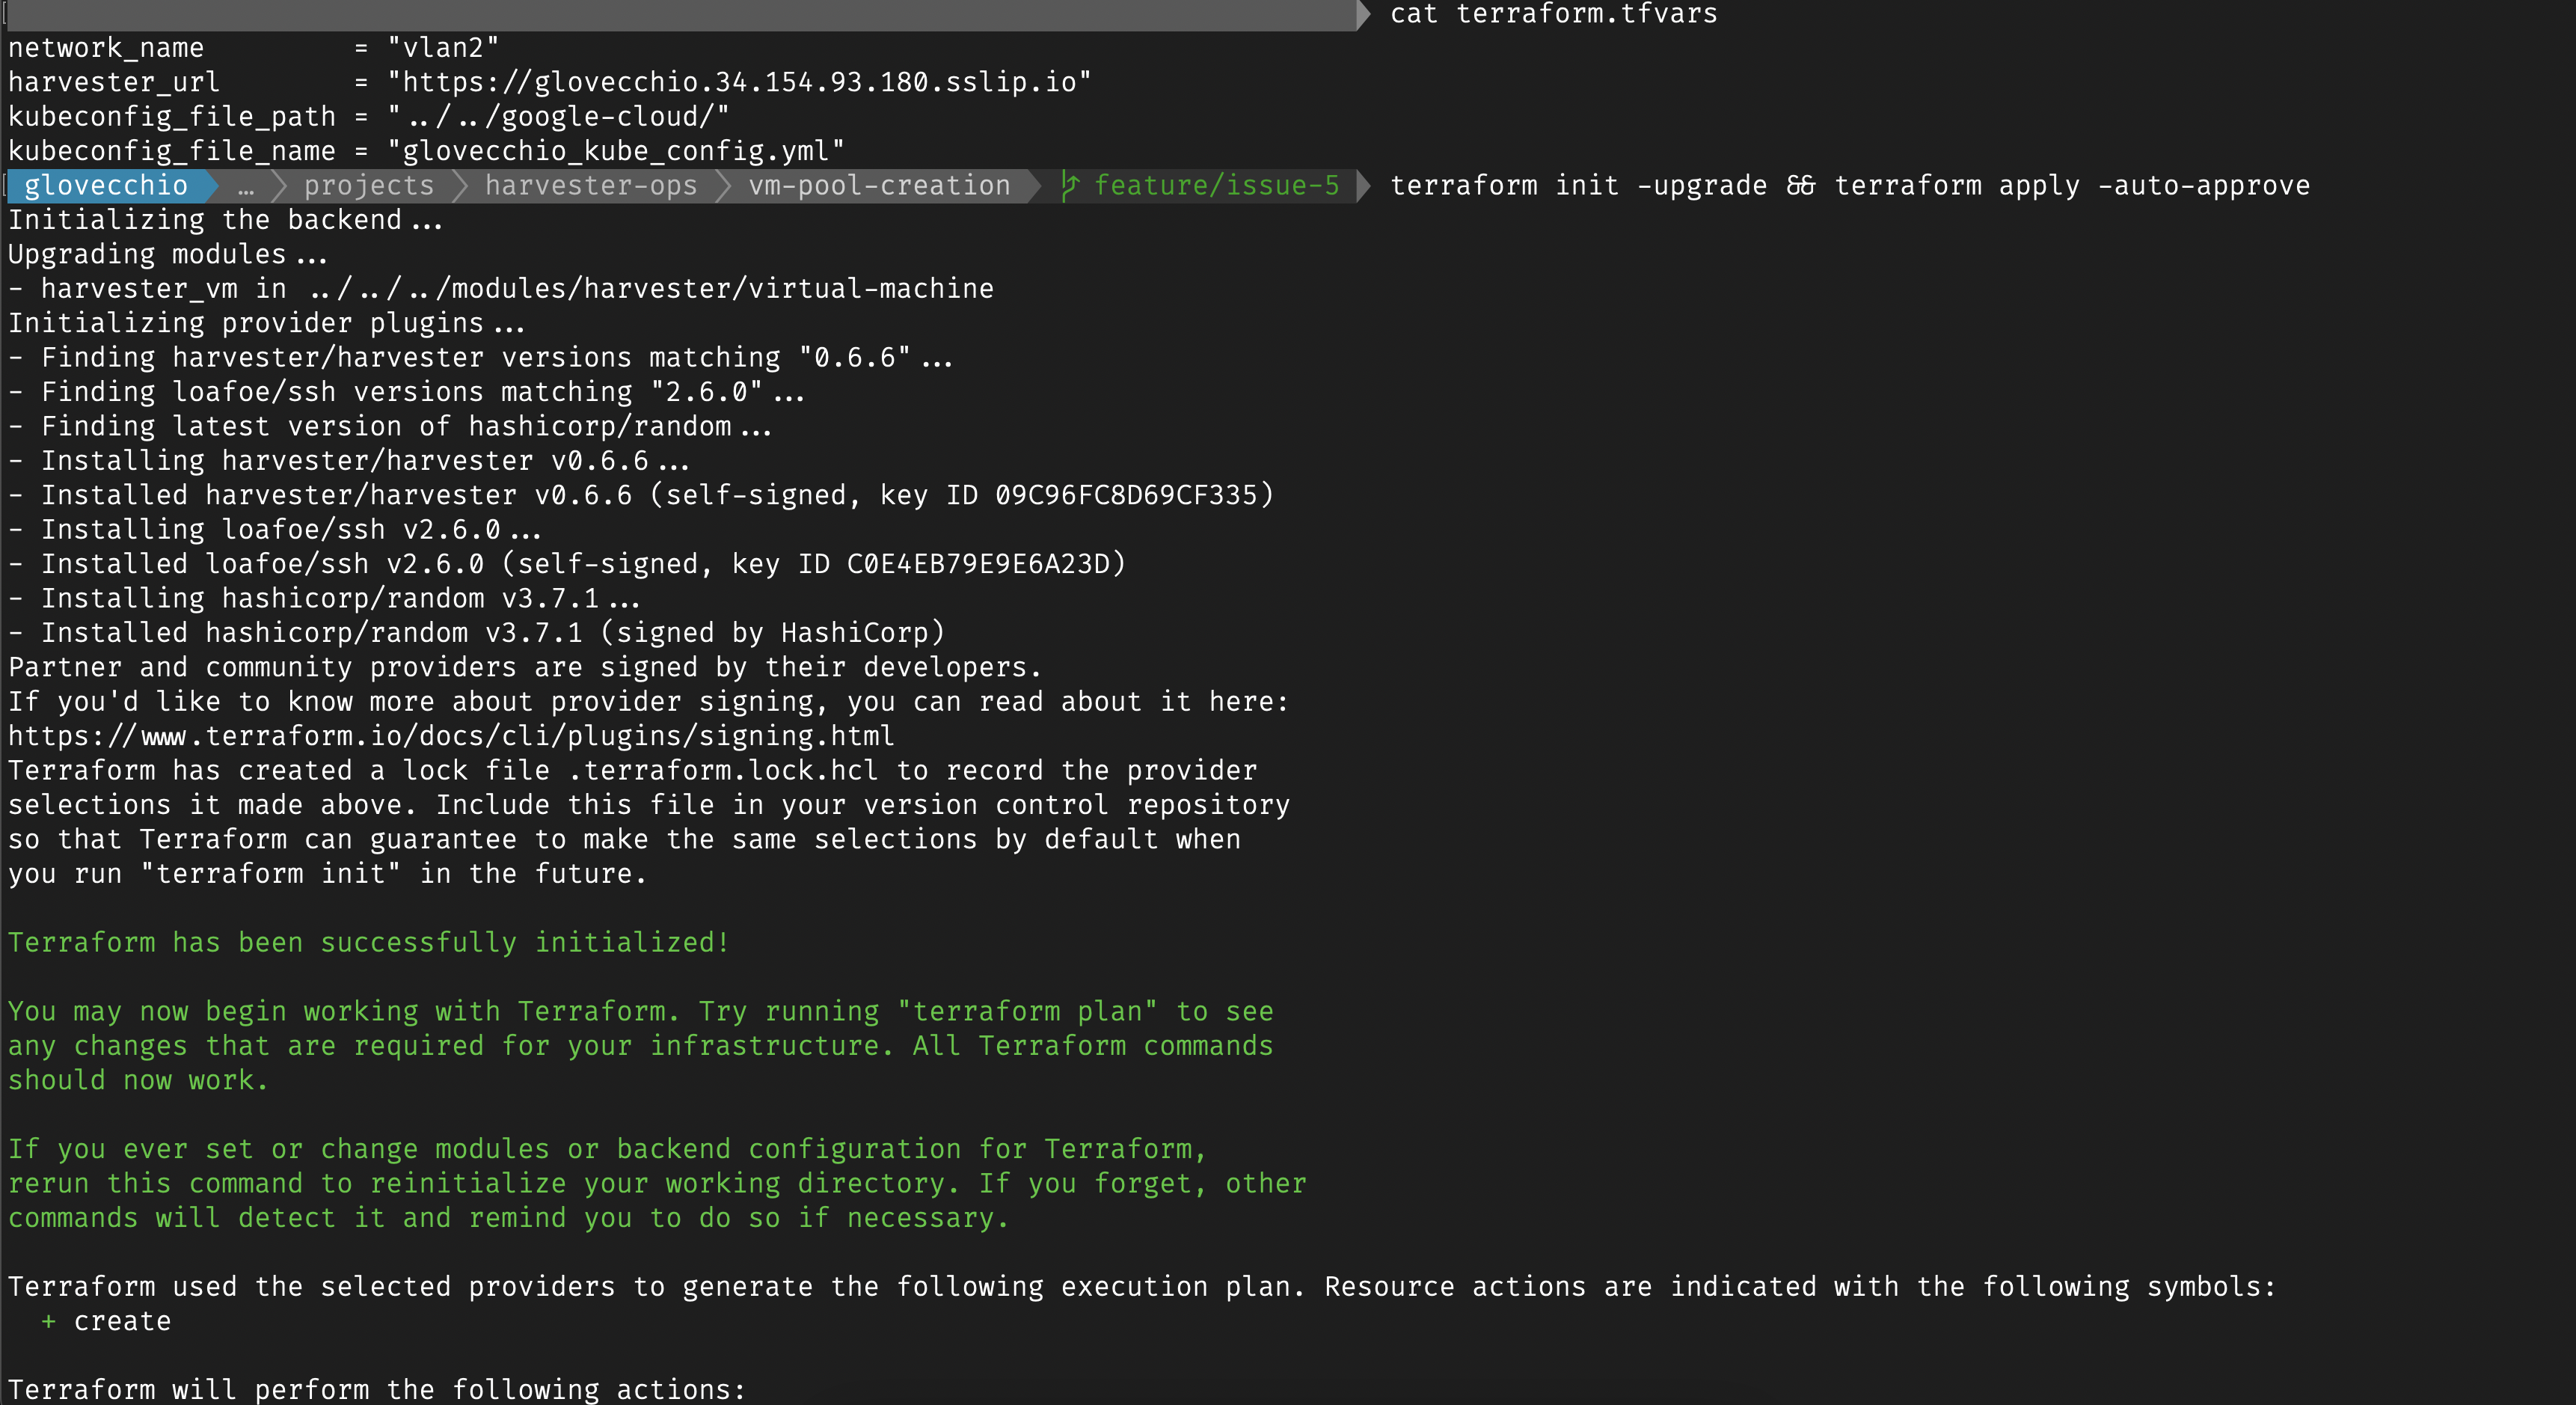 cat terraform.tfvars
network_name         = "vlan2"
harvester_url        = "https://glovecchio.34.154.93.180.sslip.io"
kubeconfig_file_path = "../../google-cloud/"
kubeconfig_file_name = "glovecchio_kube_config.yml"
glovecchio … projects harvester-ops vm-pool-creation feature/issue-5 terraform init -upgrade && terraform apply -auto-approve
Initializing the backend...
Upgrading modules...
- harvester_vm in ../../../modules/harvester/virtual-machine
Initializing provider plugins...
- Finding harvester/harvester versions matching "0.6.6"...
- Finding loafoe/ssh versions matching "2.6.0"...
- Finding latest version of hashicorp/random...
- Installing harvester/harvester v0.6.6...
- Installed harvester/harvester v0.6.6 (self-signed, key ID 09C96FC8D69CF335)
- Installing loafoe/ssh v2.6.0...
- Installed loafoe/ssh v2.6.0 (self-signed, key ID C0E4EB79E9E6A23D)
- Installing hashicorp/random v3.7.1...
- Installed hashicorp/random v3.7.1 (signed by HashiCorp)
Partner and community providers are signed by their developers.
If you'd like to know more about provider signing, you can read about it here:
https://www.terraform.io/docs/cli/plugins/signing.html
Terraform has created a lock file .terraform.lock.hcl to record the provider
selections it made above. Include this file in your version control repository
so that Terraform can guarantee to make the same selections by default when
you run "terraform init" in the future.
Terraform has been successfully initialized!
You may now begin working with Terraform. Try running "terraform plan" to see
any changes that are required for your infrastructure. All Terraform commands
should now work.
If you ever set or change modules or backend configuration for Terraform,
rerun this command to reinitialize your working directory. If you forget, other
commands will detect it and remind you to do so if necessary.
Terraform used the selected providers to generate the following execution plan. Resource actions are indicated with the following symbols:
  + create
Terraform will perform the following actions: